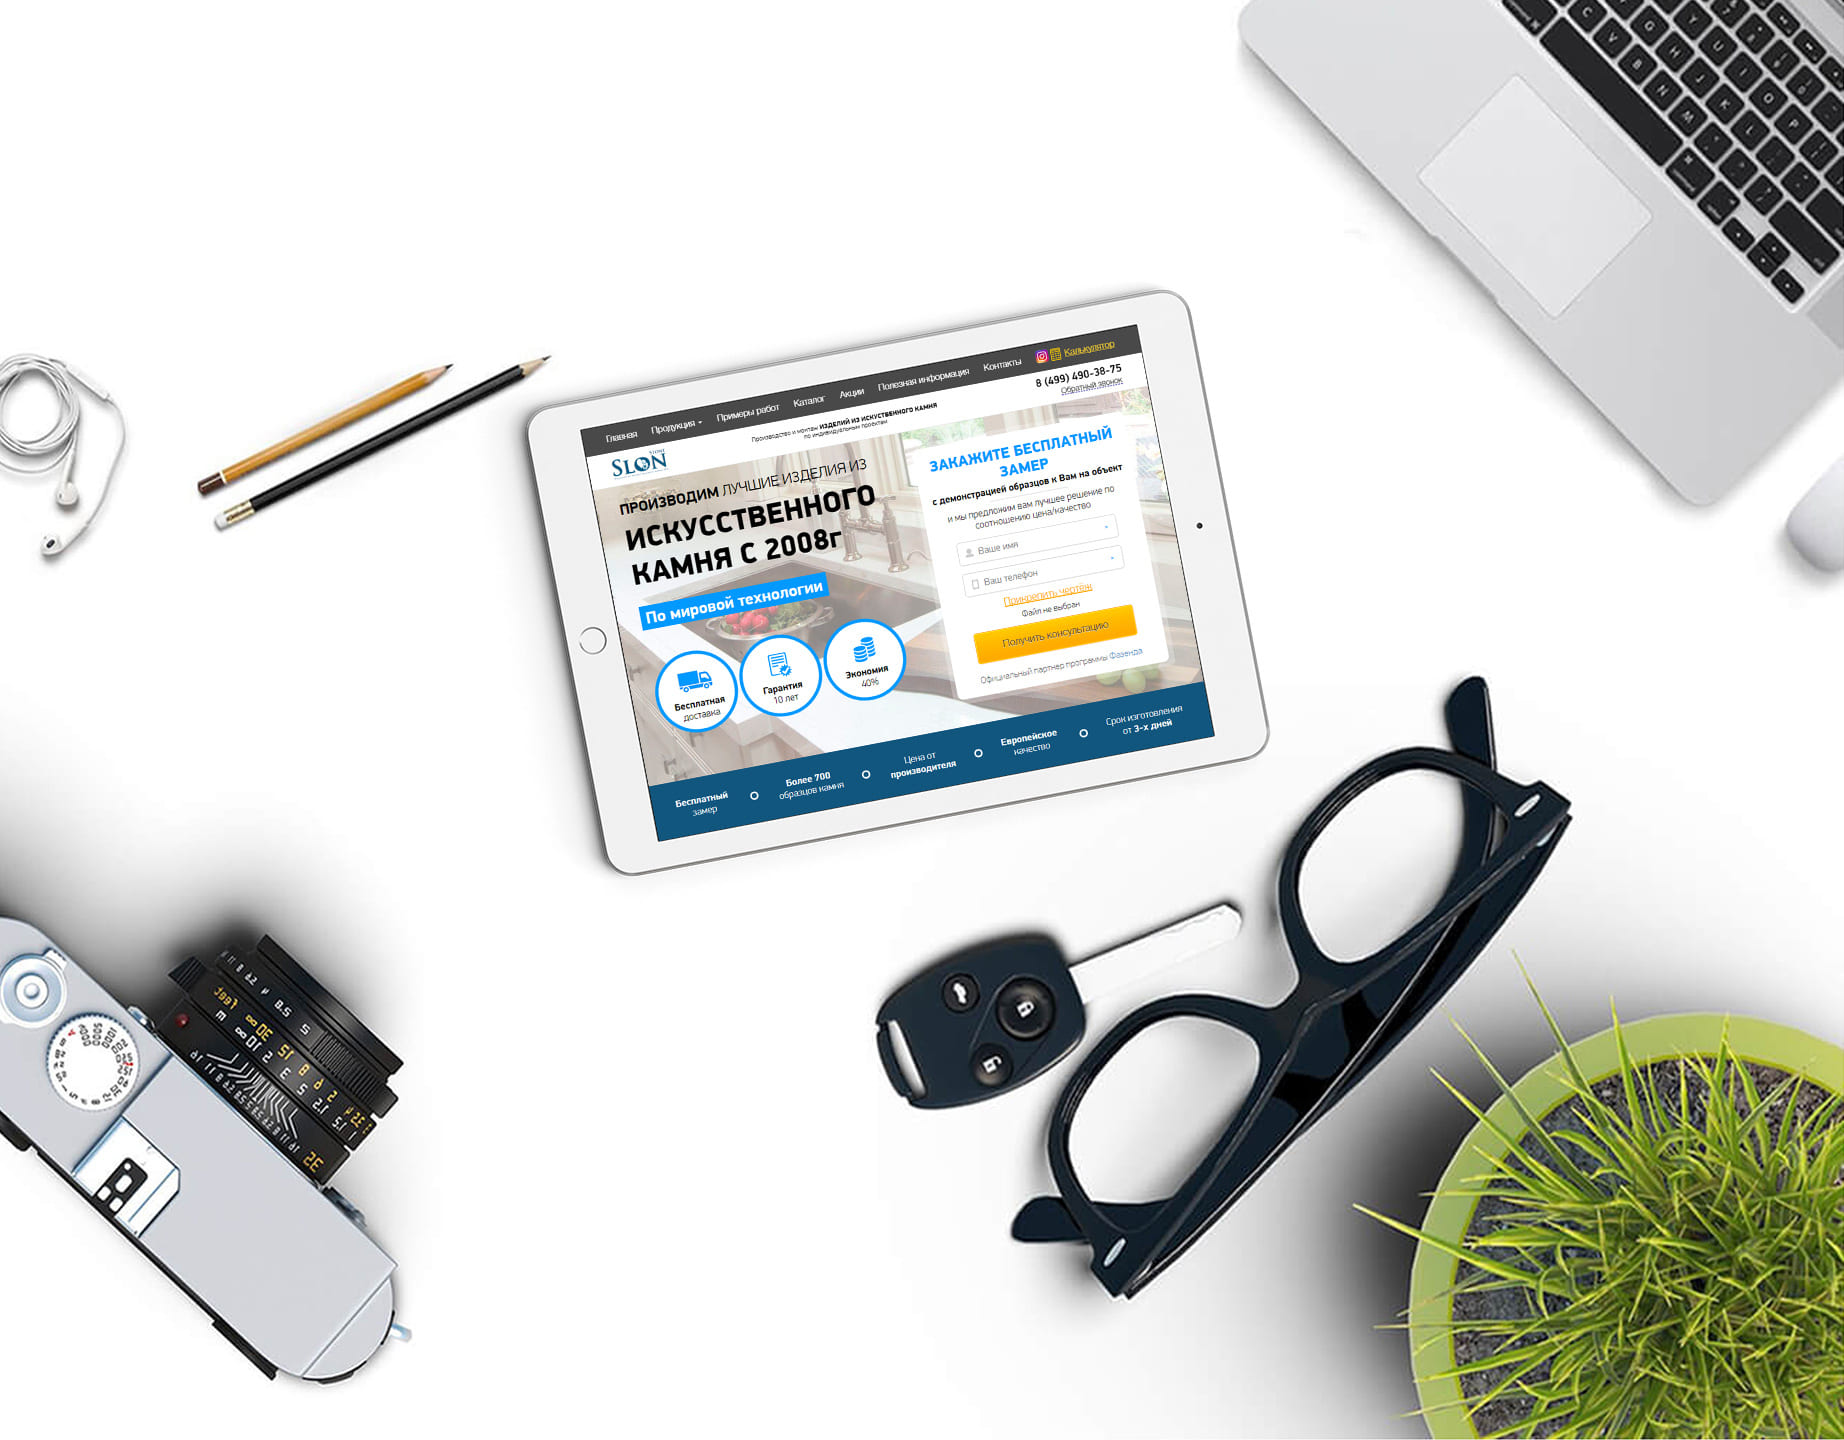 Главная
Продукция
Примеры работ
Каталог
Акции
Полезная информация
Контакты
Калькулятор
SLON
Производство и монтаж ИЗДЕЛИЙ ИЗ ИСКУСТВЕННОГО КАМНЯ
по индивидуальным проектам
8 (499) 490-38-75
Обратный звонок
ПРОИЗВОДИМ ЛУЧШИЕ ИЗДЕЛИЯ ИЗ
ИСКУССТВЕННОГО
КАМНЯ С 2008г
По мировой технологии
Бесплатная
доставка
Гарантия
10 лет
Экономия
40%
ЗАКАЖИТЕ БЕСПЛАТНЫЙ
ЗАМЕР
с демонстрацией образцов к Вам на объект
и мы предложим вам лучшее решение по
соотношению цена/качество
Ваше имя
Ваш телефон
Прикрепить чертёж
Файл не выбран
Получить консультацию
Официальный партнер программы Фазенда
Бесплатный
замер
Более 700
образцов камня
Цена от
производителя
Европейское
качество
Срок изготовления
от 3-х дней